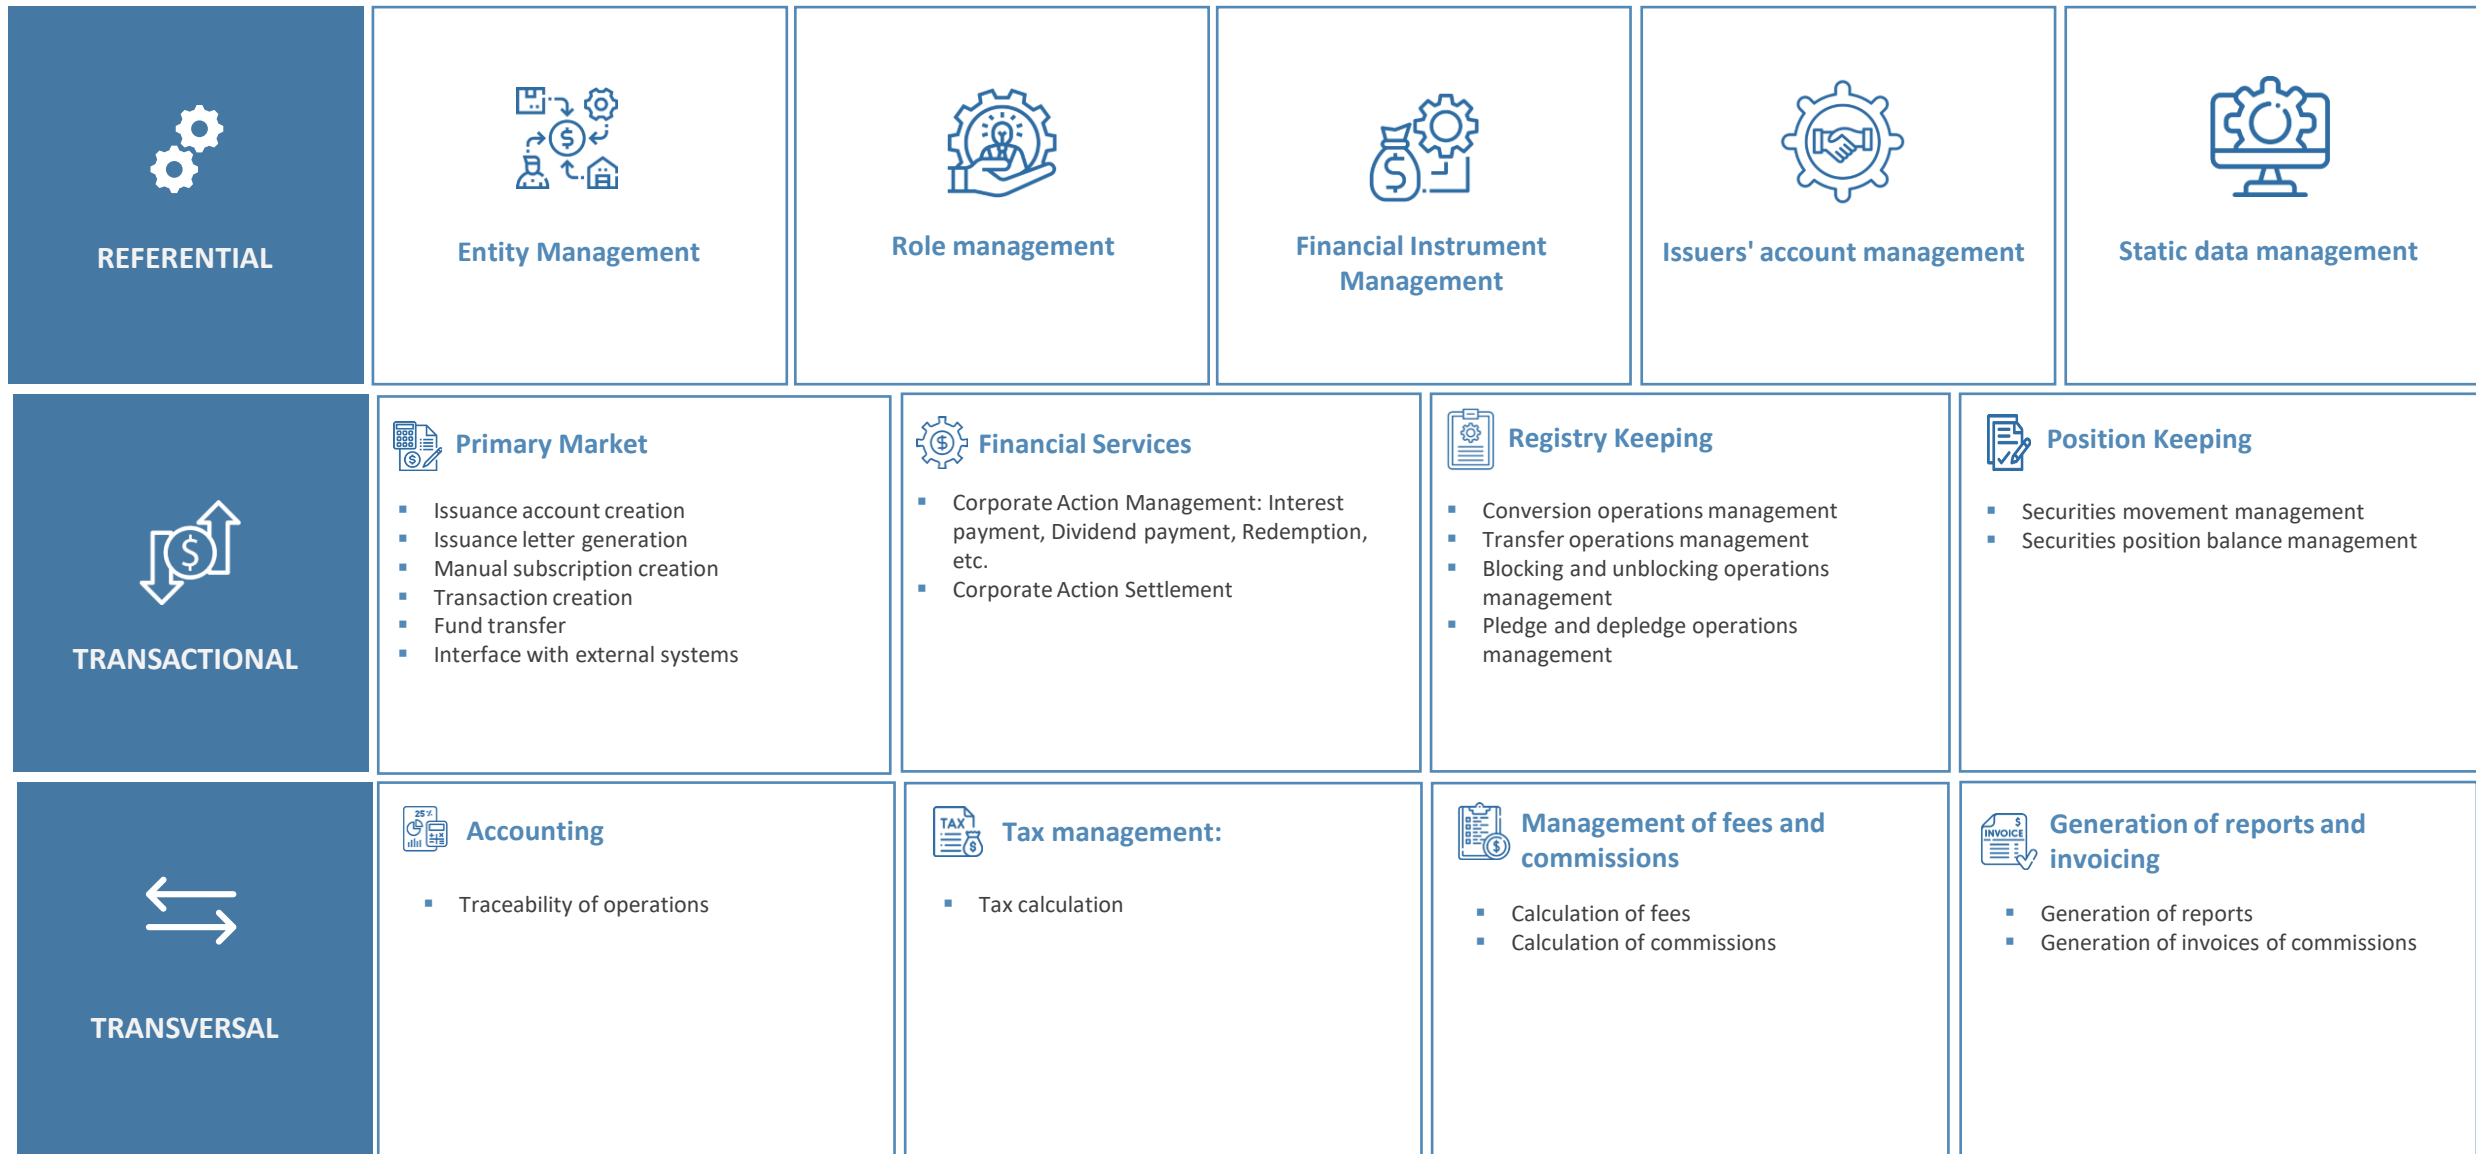 REFERENTIAL
Entity Management
Role management
Financial Instrument
Management
Issuers' account management
Static data management
TRANSACTIONAL
Primary Market
▪ Issuance account creation
▪ Issuance letter generation
▪ Manual subscription creation
▪ Transaction creation
▪ Fund transfer
▪ Interface with external systems
Financial Services
▪ Corporate Action Management: Interest
payment, Dividend payment, Redemption,
etc.
▪ Corporate Action Settlement
Registry Keeping
▪ Conversion operations management
▪ Transfer operations management
▪ Blocking and unblocking operations
management
▪ Pledge and depledge operations
management
Position Keeping
▪ Securities movement management
▪ Securities position balance management
TRANSVERSAL
25%
Accounting
▪ Traceability of operations
TAX
Tax management:
▪ Tax calculation
Management of fees and
commissions
▪ Calculation of fees
▪ Calculation of commissions
INVOICE
Generation of reports and
invoicing
▪ Generation of reports
▪ Generation of invoices of commissions